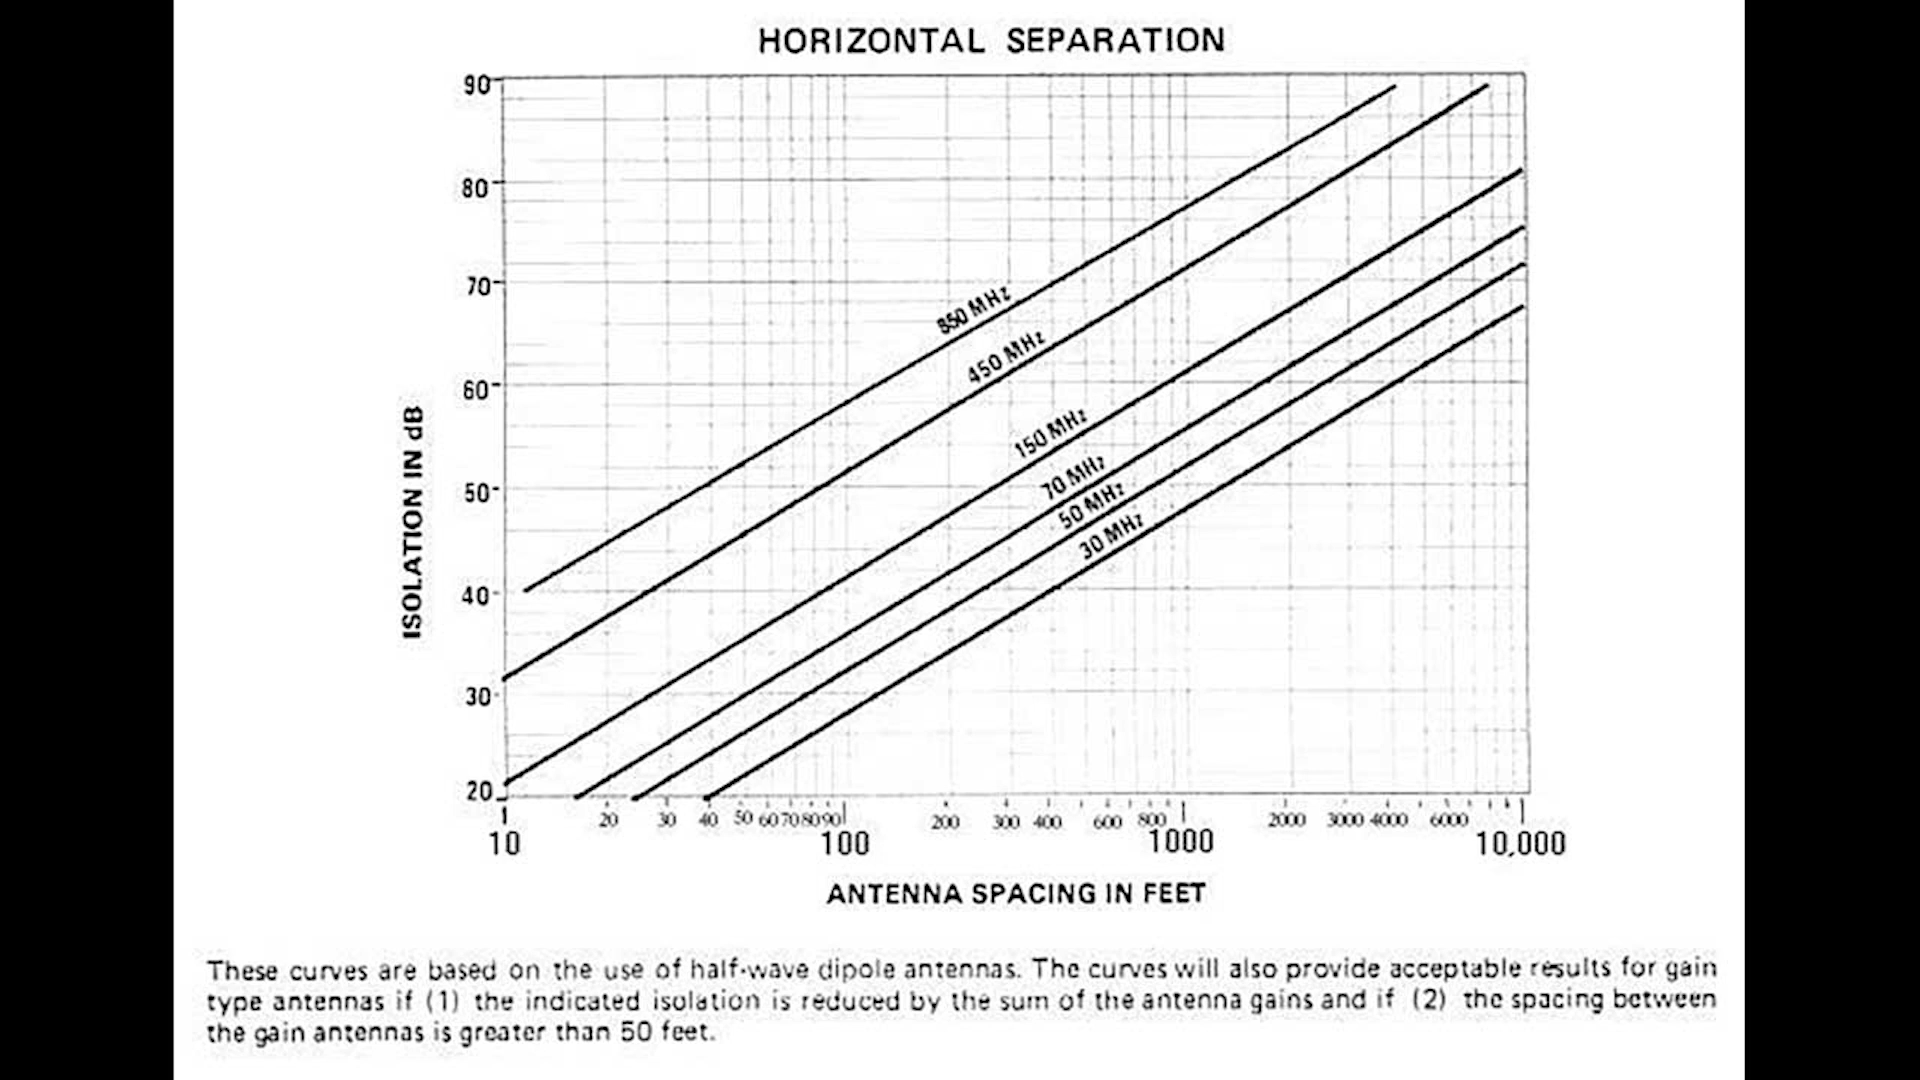 HORIZONTAL SEPARATION
90
80
70
60
50
40
30
20
ISOLATION IN dB
850 MHz
450 MHz
150 MHz
70 MHz
50 MHz
30 MHz
20 30 40 50 60 70 80 90 200 300 400 600 800 2000 3000 4000 6000
10 100 1000 10,000
ANTENNA SPACING IN FEET
These curves are based on the use of half-wave dipole antennas. The curves will also provide acceptable results for gain
type antennas if (1) the indicated isolation is reduced by the sum of the antenna gains and if (2) the spacing between
the gain antennas is greater than 50 feet.